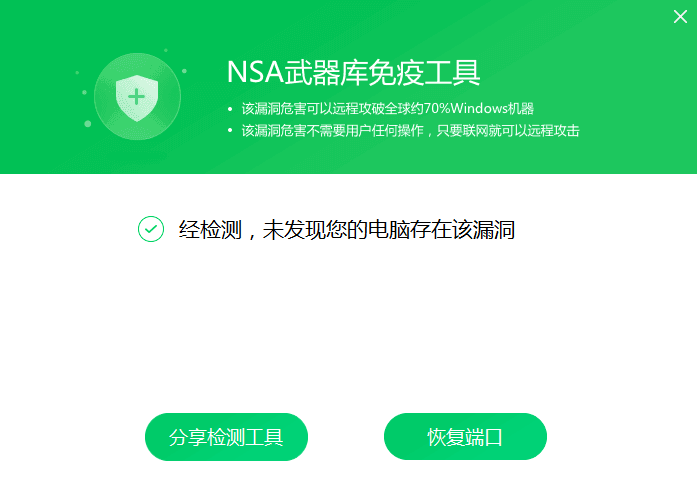 NSA武器库免疫工具
• 该漏洞危害可以远程攻破全球约70%Windows机器
• 该漏洞危害不需要用户任何操作，只要联网就可以远程攻击
经检测，未发现您的电脑存在该漏洞
分享检测工具
恢复端口